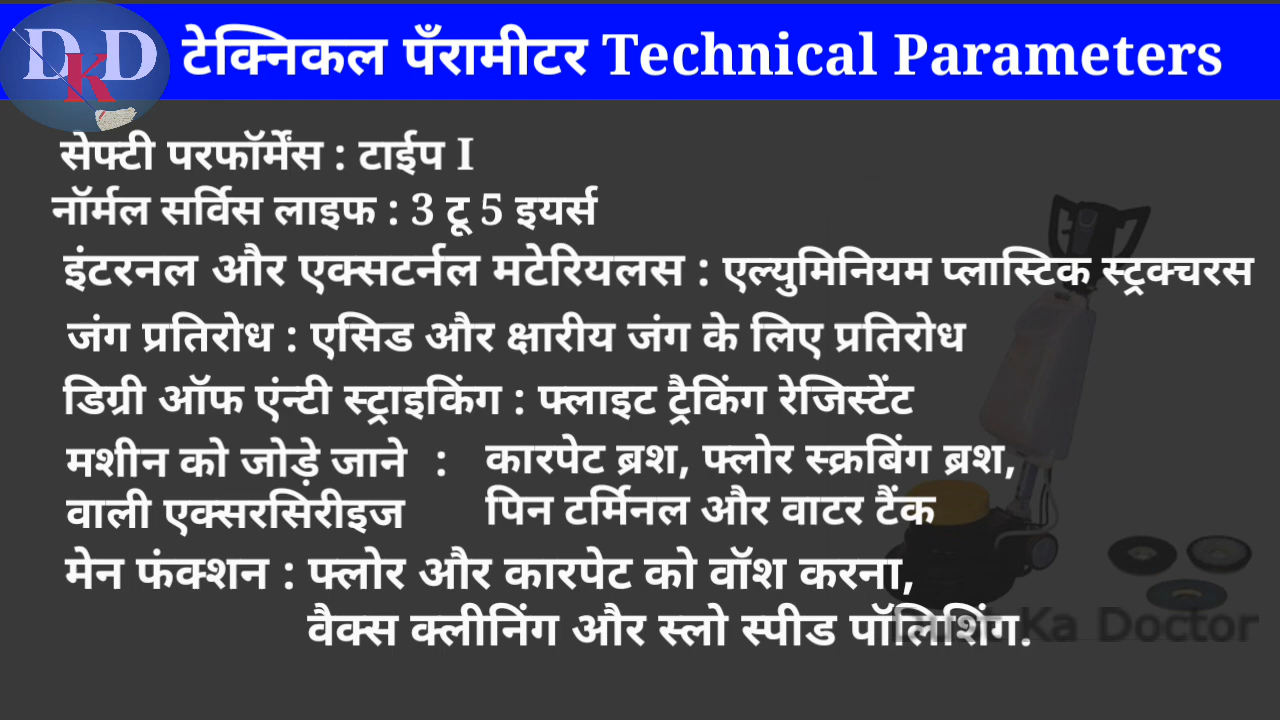 DKD
टेक्निकल पँरामीटर Technical Parameters
सेफ्टी परफॉर्मेंस : टाईप I
नॉर्मल सर्विस लाइफ : 3 टू 5 इयर्स
इंटरनल और एक्सटर्नल मटेरियलस : एल्युमिनियम प्लास्टिक स्ट्रक्चरस
जंग प्रतिरोध : एसिड और क्षारीय जंग के लिए प्रतिरोध
डिग्री ऑफ एंन्टी स्ट्राइकिंग : फ्लाइट ट्रैकिंग रेजिस्टेंट
मशीन को जोड़े जाने : कारपेट ब्रश, फ्लोर स्क्रबिंग ब्रश,
वाली एक्सरसिरीइज पिन टर्मिनल और वाटर टैंक
मेन फंक्शन : फ्लोर और कारपेट को वॉश करना,
वैक्स क्लीनिंग और स्लो स्पीड पॉलिशिंग.
Dust Ka Doctor